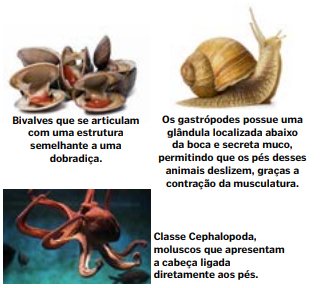 Bivalves que se articulam
com uma estrutura
semelhante a uma
dobradiça.
Os gastrópodes possue uma
glândula localizada abaixo
da boca e secreta muco,
permitindo que os pés desses
animais deslizem, graças a
contração da musculatura.
Classe Cephalopoda,
moluscos que apresentam
a cabeça ligada
diretamente aos pés.